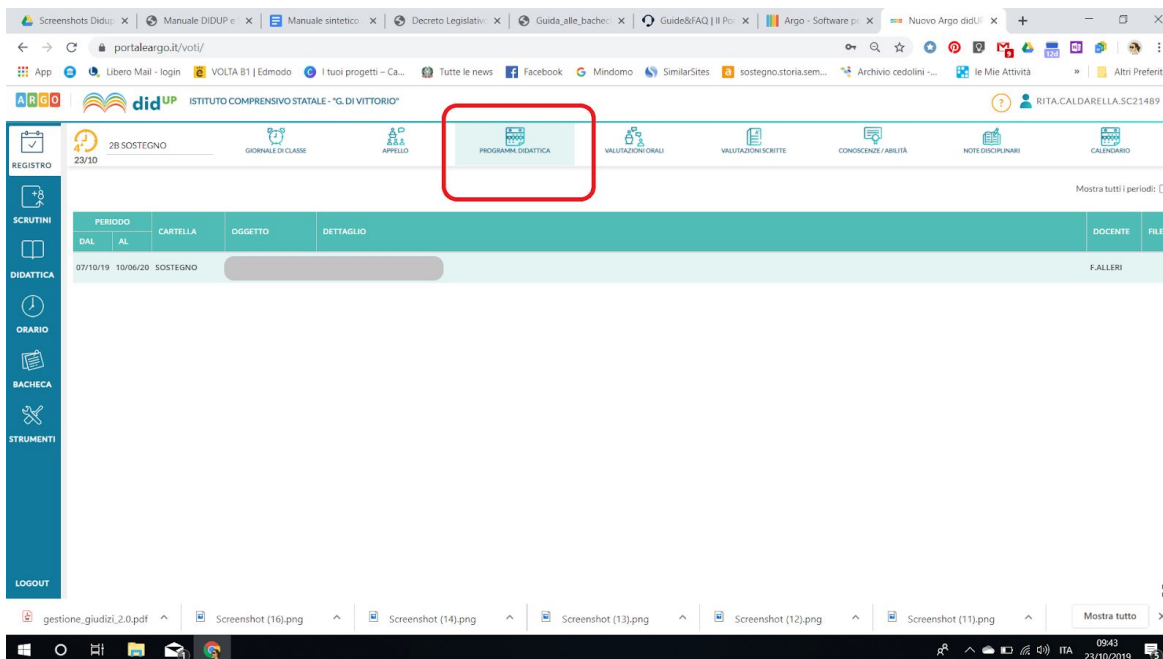 Screenshots Didup
Manuale DIDUP e
Manuale sintetico
Decreto Legislativo
Guida_alle_bachec
Guide&FAQ | Il Po
Argo - Software pe
Nuovo Argo didU
portaleargo.it/voti/
App
Libero Mail - login
VOLTA B1 | Edmodo
I tuoi progetti – Ca...
Tutte le news
Facebook
Mindomo
SimilarSites
sostegno.storia.sem...
Archivio cedolini -...
le Mie Attività
»
Altri Preferit
ARGO
didUP
ISTITUTO COMPRENSIVO STATALE - "G. DI VITTORIO"
?
RITA.CALDARELLA.SC21489
REGISTRO
4°
23/10
2B SOSTEGNO
GIORNALE DI CLASSE
APPELLO
PROGRAMM. DIDATTICA
VALUTAZIONI ORALI
VALUTAZIONI SCRITTE
CONOSCENZE / ABILITÀ
NOTE DISCIPLINARI
CALENDARIO
Mostra tutti i periodi:
SCRUTINI
DIDATTICA
ORARIO
BACHECA
STRUMENTI
LOGOUT
PERIODO
DAL
AL
CARTELLA
OGGETTO
DETTAGLIO
DOCENTE
FILE
07/10/19 10/06/20 SOSTEGNO
F.ALLERI
gestione_giudizi_2.0.pdf
Screenshot (16).png
Screenshot (14).png
Screenshot (13).png
Screenshot (12).png
Screenshot (11).png
Mostra tutto
ITA
09:43
23/10/2019